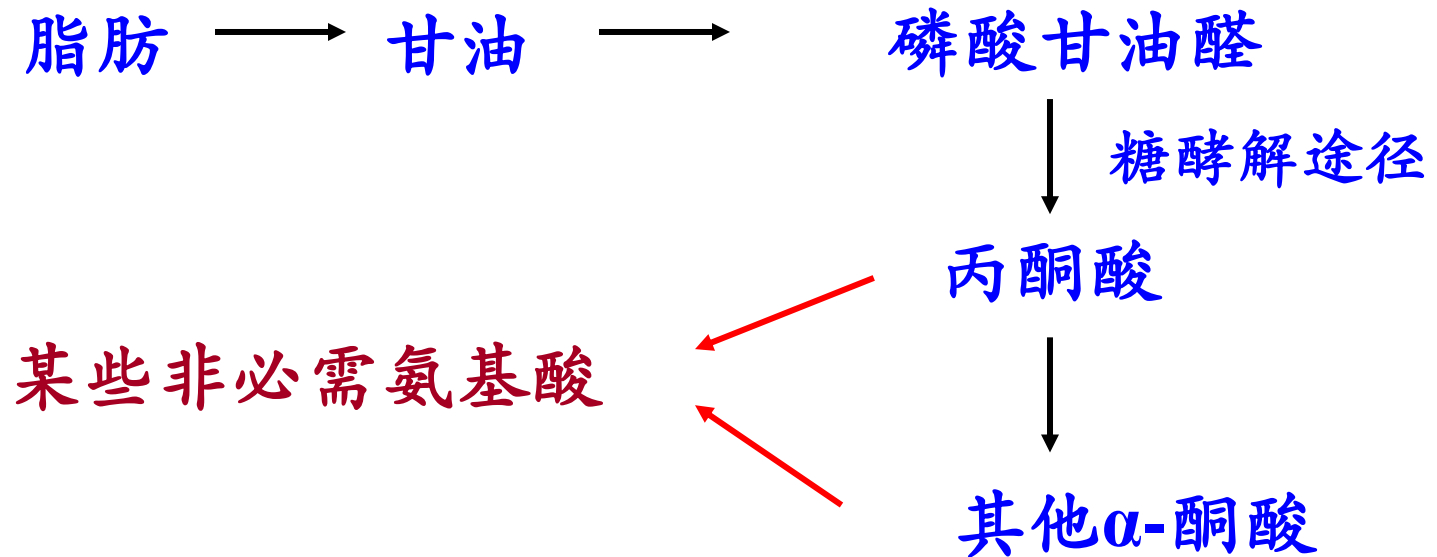 脂肪 甘油 磷酸甘油醛
糖酵解途径
丙酮酸
某些非必需氨基酸
其他α-酮酸